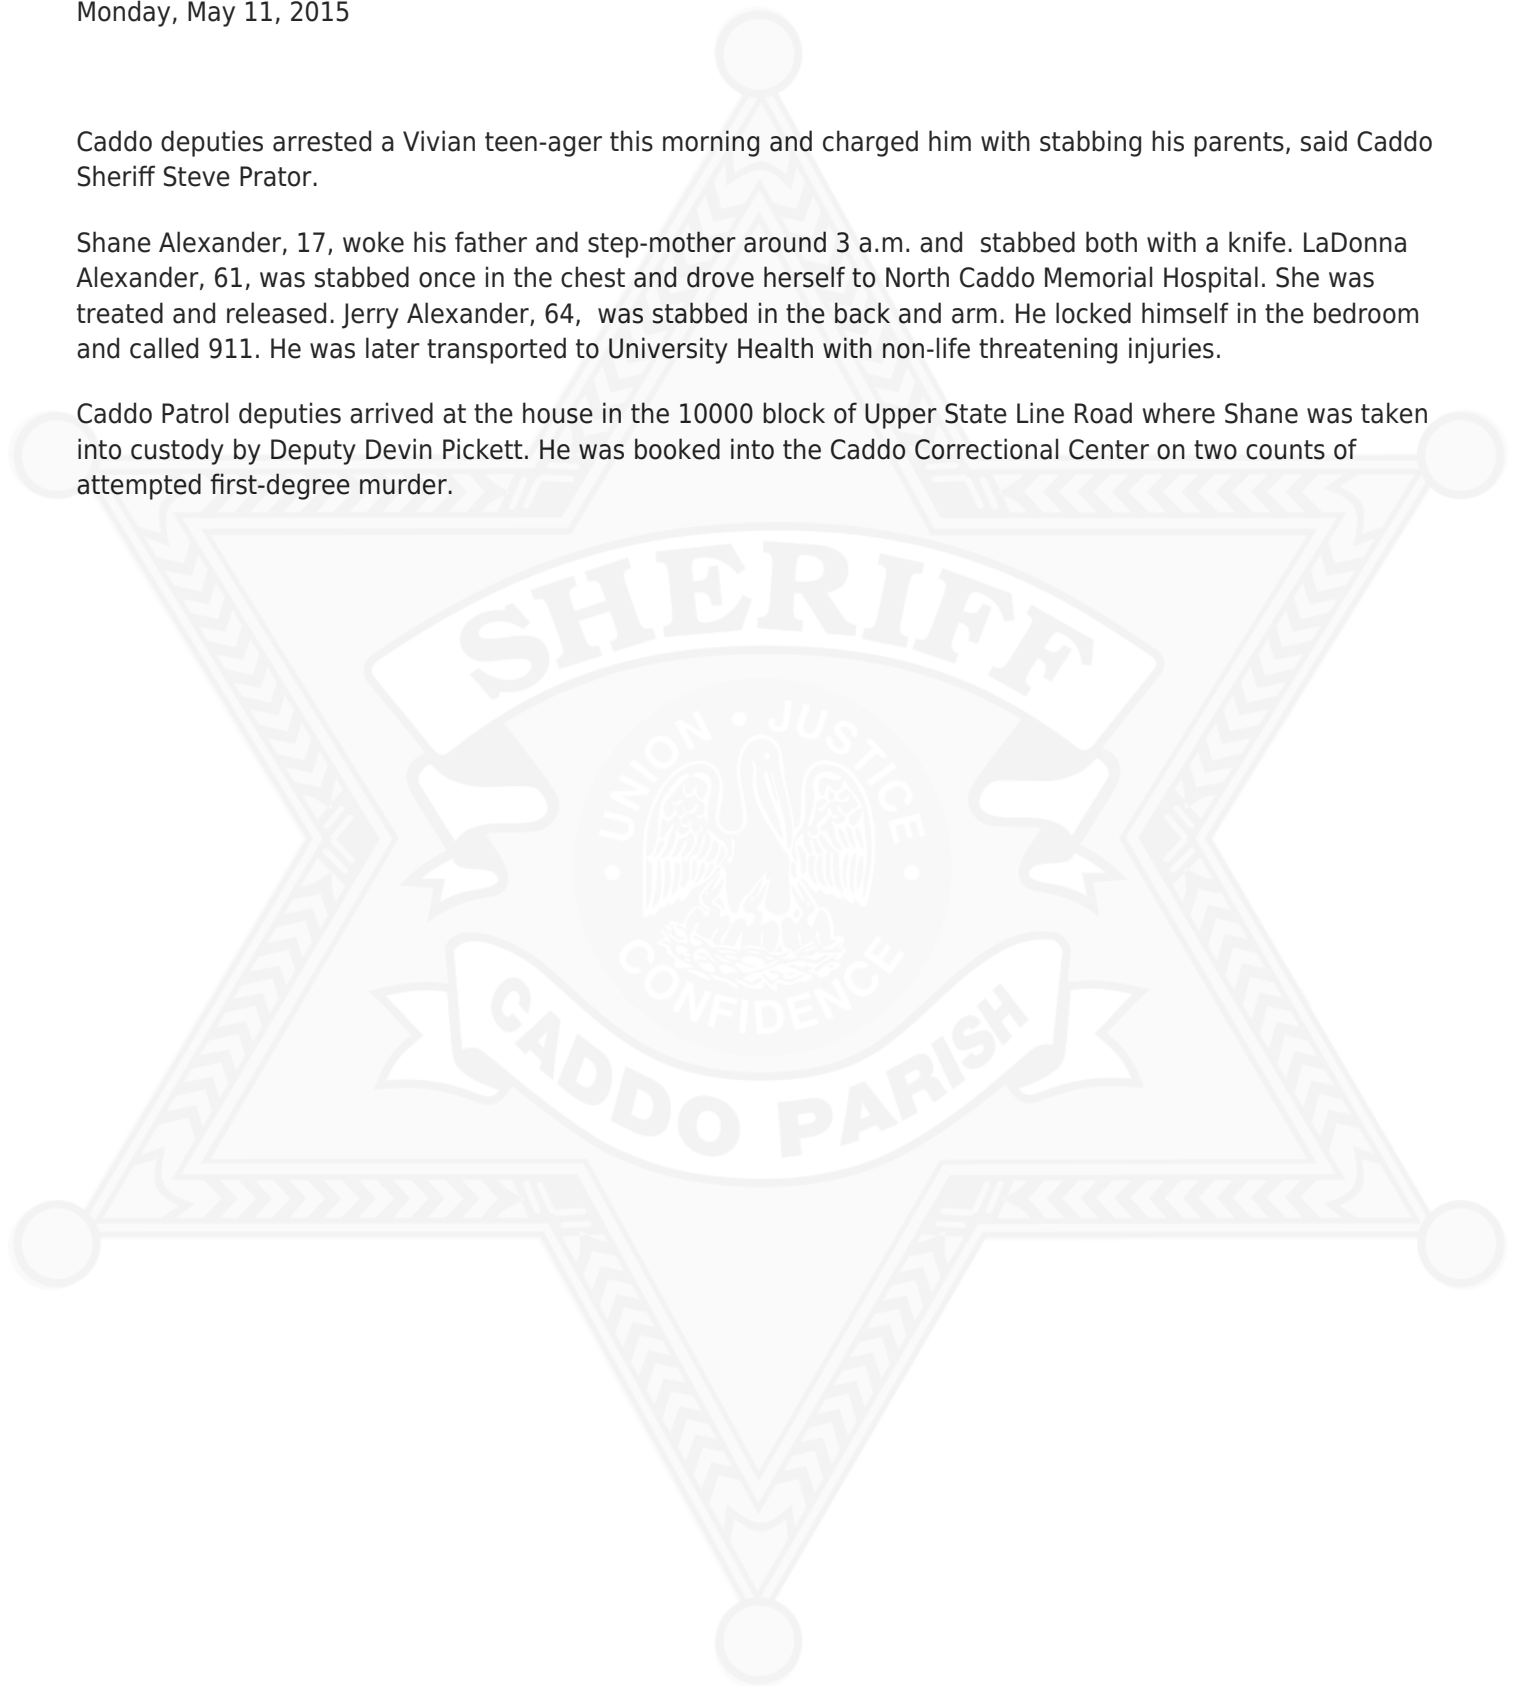 Monday, May 11, 2015
Caddo deputies arrested a Vivian teen-ager this morning and charged him with stabbing his parents, said Caddo
Sheriff Steve Prator.
Shane Alexander, 17, woke his father and step-mother around 3 a.m. and  stabbed both with a knife. LaDonna
Alexander, 61, was stabbed once in the chest and drove herself to North Caddo Memorial Hospital. She was
treated and released. Jerry Alexander, 64,  was stabbed in the back and arm. He locked himself in the bedroom
and called 911. He was later transported to University Health with non-life threatening injuries.
Caddo Patrol deputies arrived at the house in the 10000 block of Upper State Line Road where Shane was taken
into custody by Deputy Devin Pickett. He was booked into the Caddo Correctional Center on two counts of
attempted first-degree murder.
SHERIFF
UNION • JUSTICE
• CONFIDENCE •
CADDO PARISH